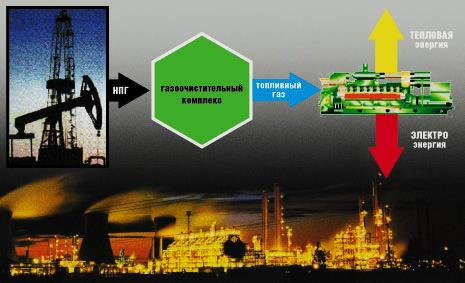 НПГ
газоочистительный
комплекс
ТОПЛИВНЫЙ
газ
ТЕПЛОВАЯ
энергия
ЭЛЕКТРО
энергия